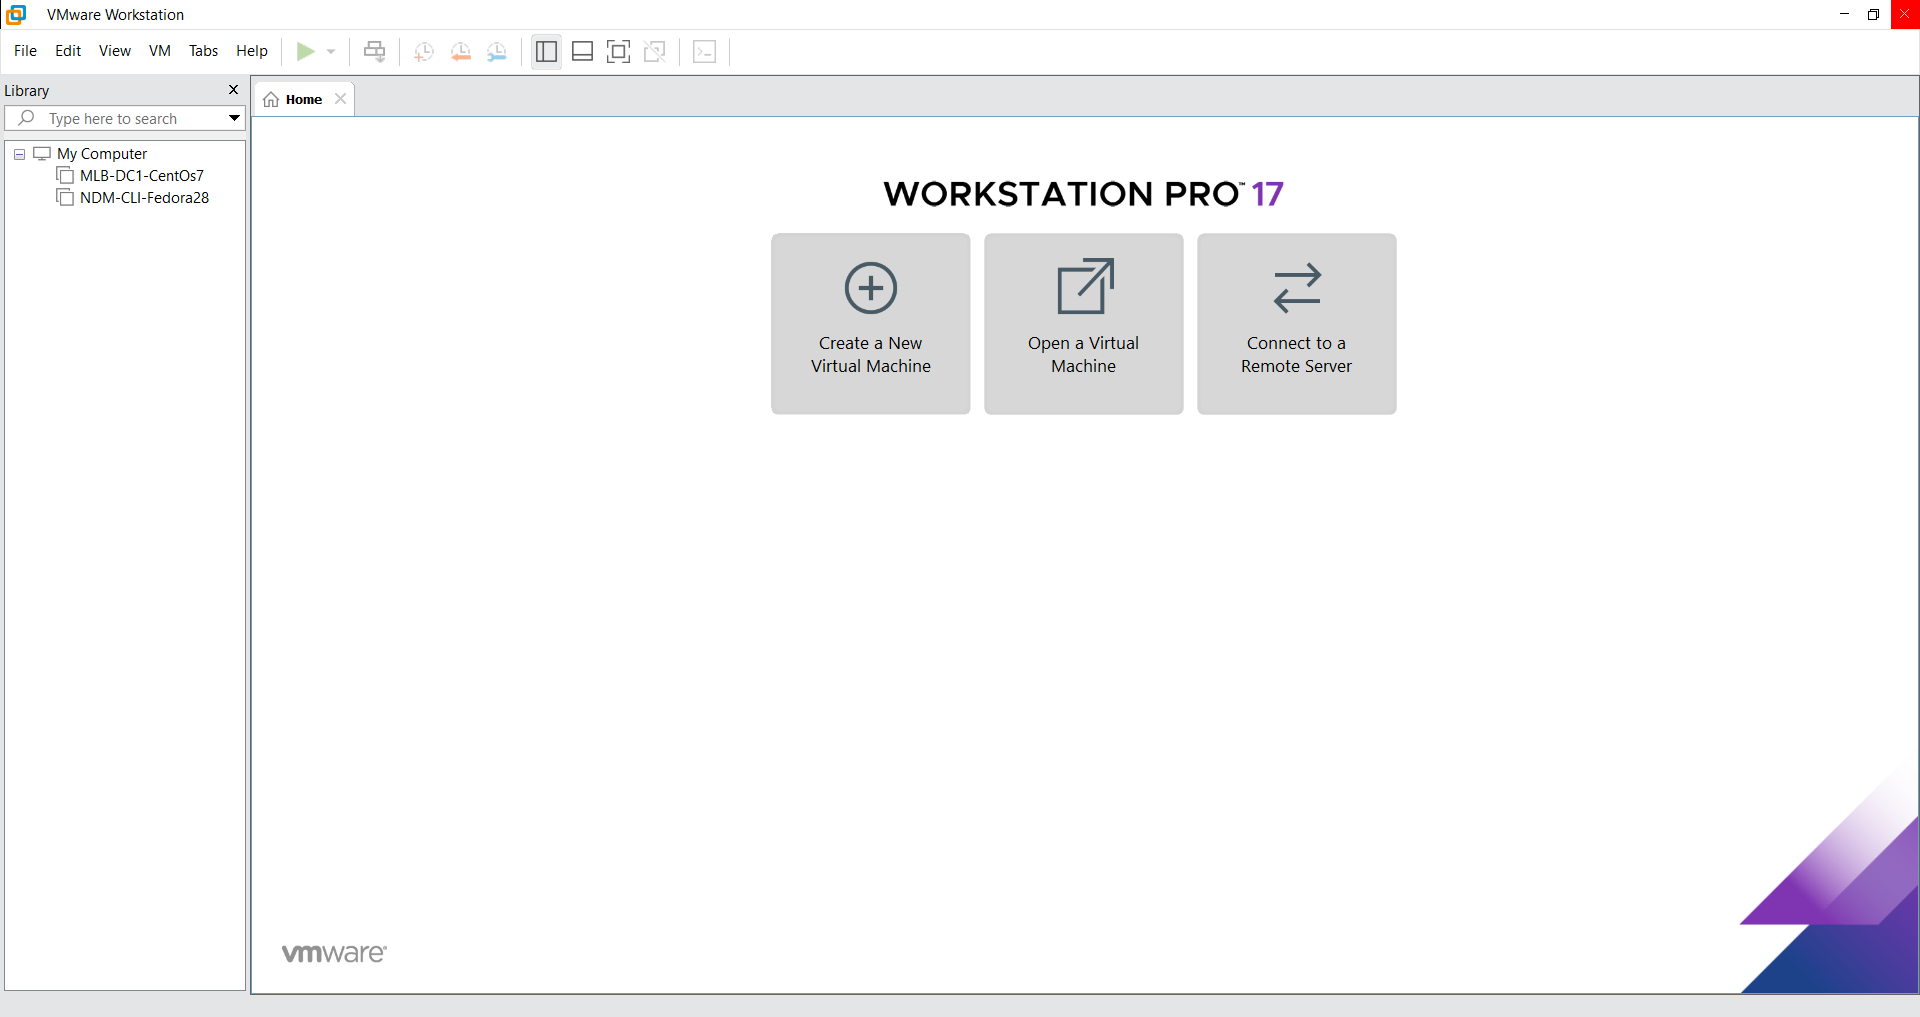 VMware Workstation
File Edit View VM Tabs Help
Library
Type here to search
Home
My Computer
MLB-DC1-CentOs7
NDM-CLI-Fedora28
WORKSTATION PRO™ 17
Create a New
Virtual Machine
Open a Virtual
Machine
Connect to a
Remote Server
vmware®